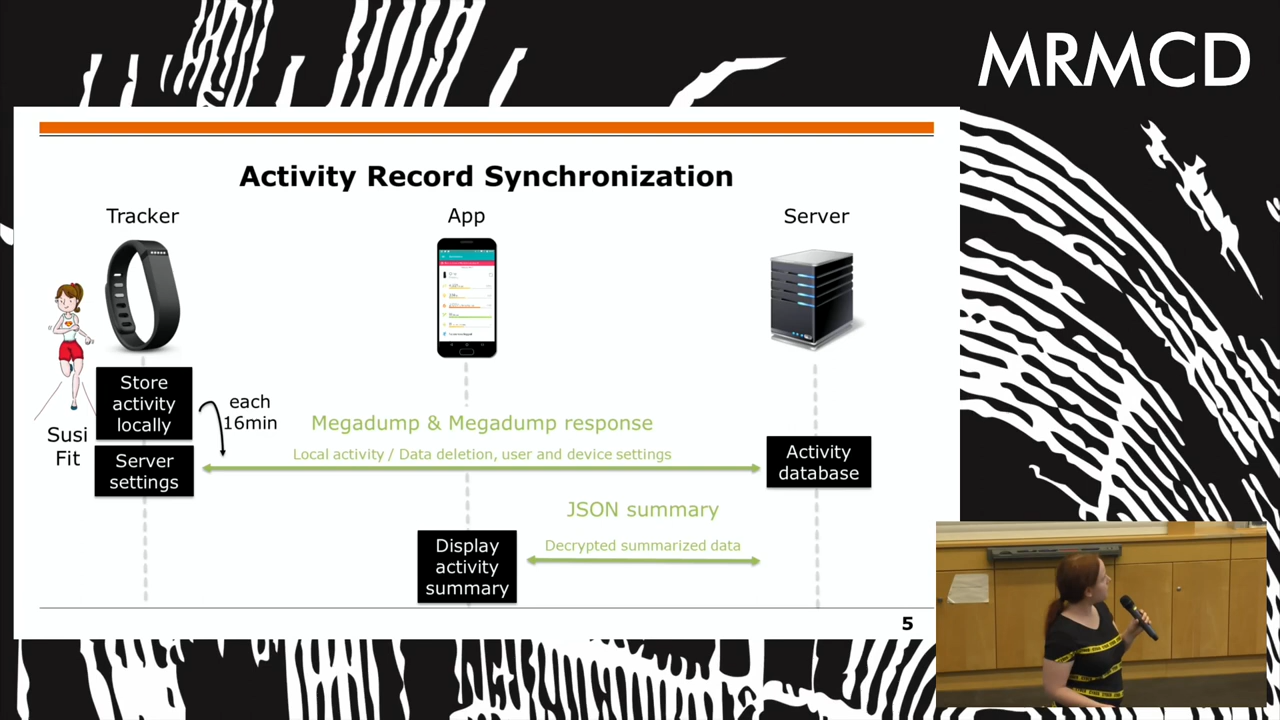 MRMCD
Activity Record Synchronization
Tracker
App
Server
Store
activity
locally
each
16min
Susi
Fit
Server
settings
Megadump & Megadump response
Local activity / Data deletion, user and device settings
Activity
database
JSON summary
Decrypted summarized data
Display
activity
summary
5